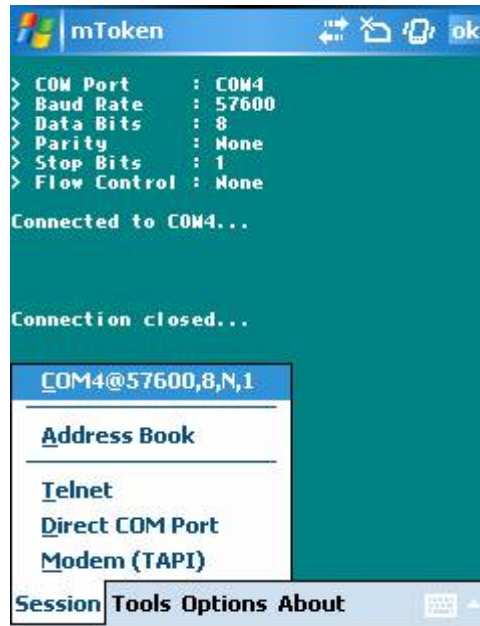 mToken ok
> COM Port : COM4
> Baud Rate : 57600
> Data Bits : 8
> Parity : None
> Stop Bits : 1
> Flow Control : None
Connected to COM4...
Connection closed...
COM4@57600,8,N,1
Address Book
Telnet
Direct COM Port
Modem (TAPI)
Session Tools Options About